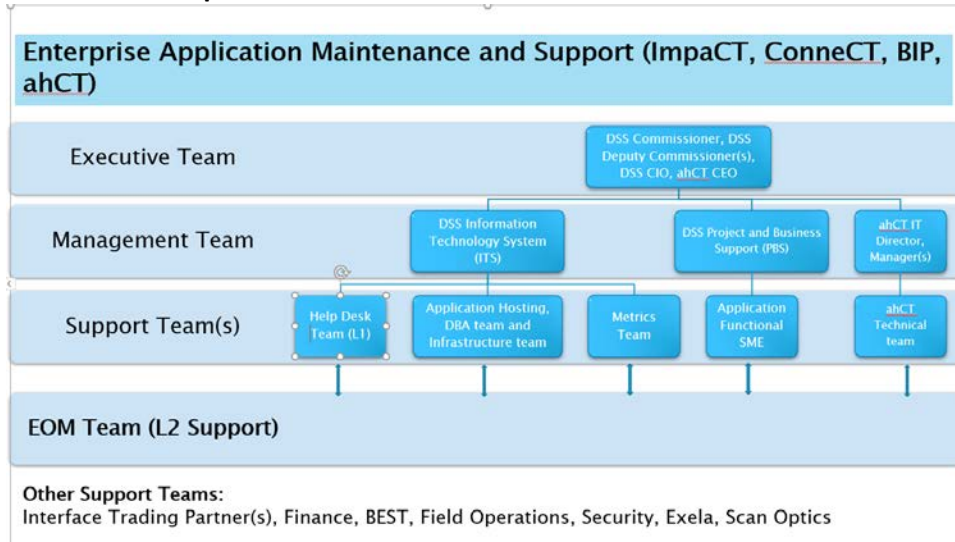 Enterprise Application Maintenance and Support (ImpaCT, ConneCT, BIP,
ahCT)
Executive Team
DSS Commissioner, DSS
Deputy Commissioner(s),
DSS CIO, ahCT CEO
Management Team
DSS Information
Technology System
(ITS)
DSS Project and Business
Support (PBS)
ahCT IT
Director,
Manager(s)
Support Team(s)
Help Desk
Team (L1)
Application Hosting,
DBA team and
Infrastructure team
Metrics
Team
Application
Functional
SME
ahCT
Technical
team
EOM Team (L2 Support)
Other Support Teams:
Interface Trading Partner(s), Finance, BEST, Field Operations, Security, Exela, Scan Optics